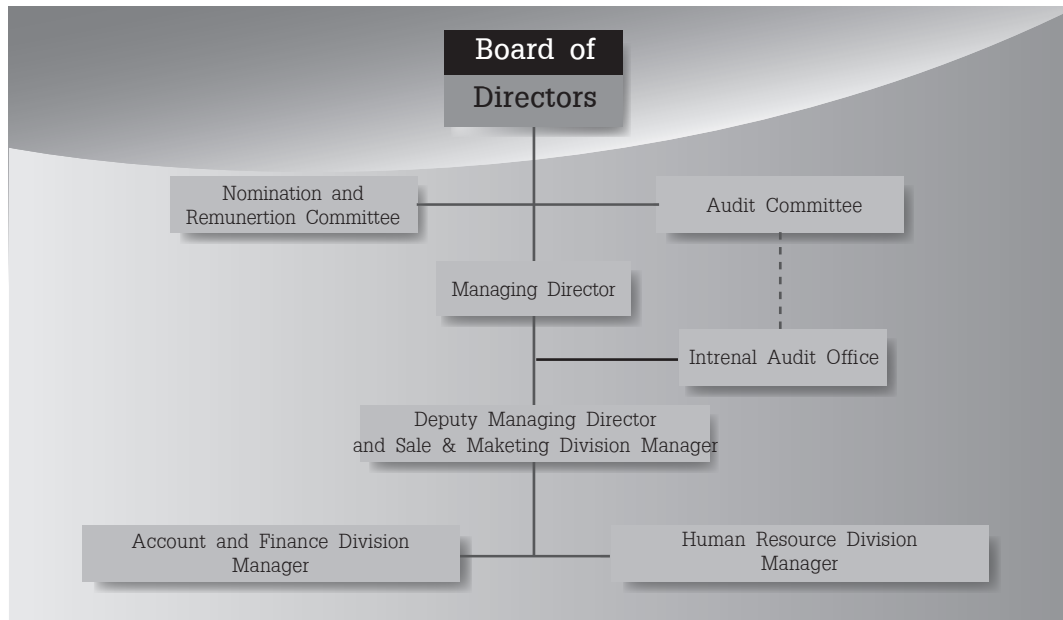 Board of
Directors
Nomination and
Remunertion Committee
Audit Committee
Managing Director
Intrenal Audit Office
Deputy Managing Director
and Sale & Maketing Division Manager
Account and Finance Division
Manager
Human Resource Division
Manager